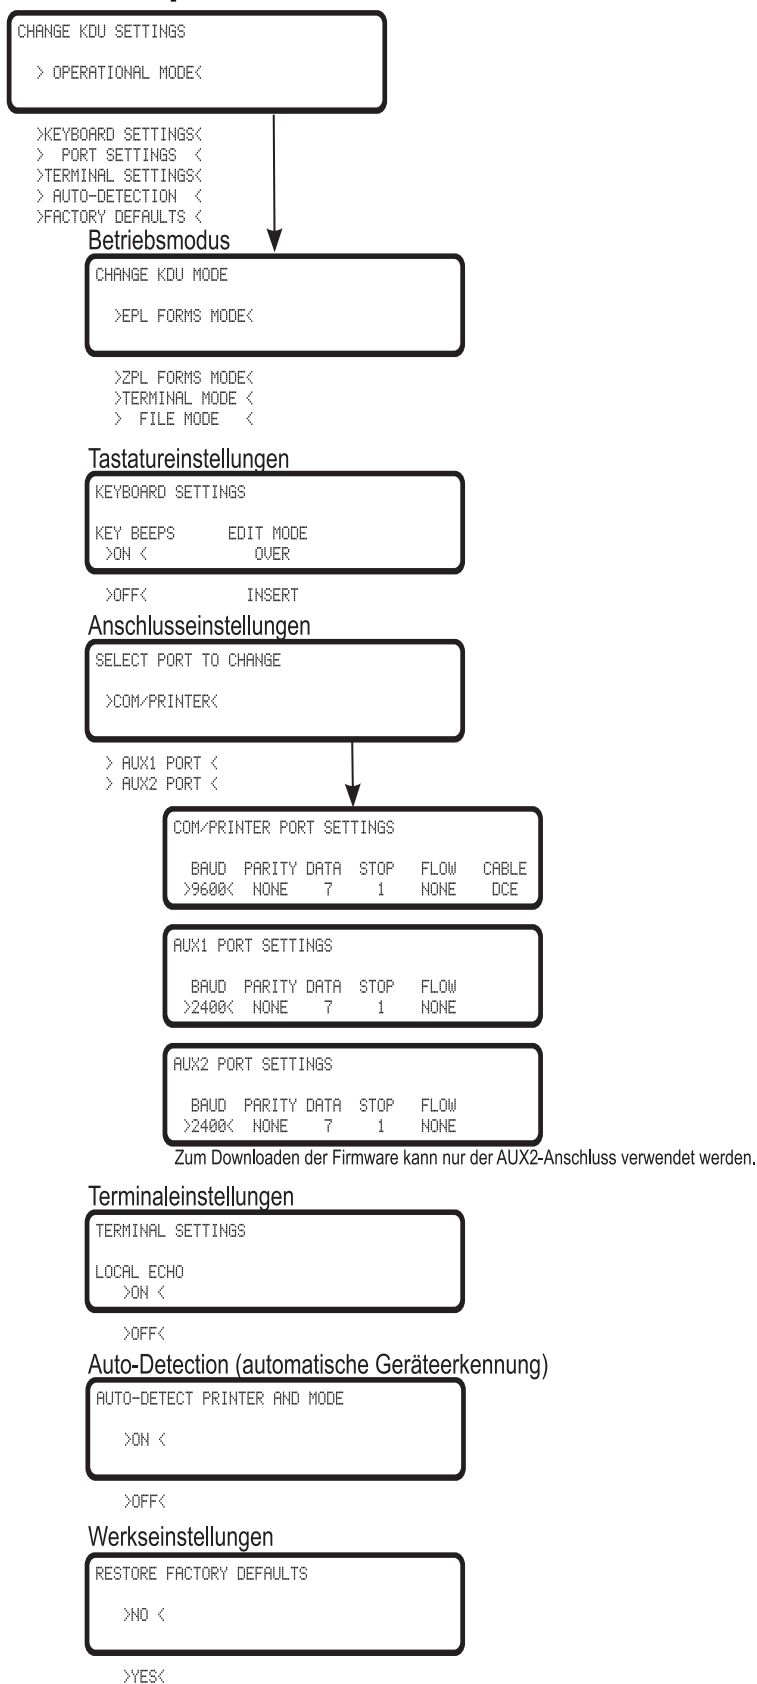 CHANGE KDU SETTINGS
> OPERATIONAL MODE<
>KEYBOARD SETTINGS<
> PORT SETTINGS <
>TERMINAL SETTINGS<
> AUTO-DETECTION <
>FACTORY DEFAULTS <
Betriebsmodus
CHANGE KDU MODE
>EPL FORMS MODE<
>ZPL FORMS MODE<
>TERMINAL MODE <
> FILE MODE <
Tastatureinstellungen
KEYBOARD SETTINGS
KEY BEEPS EDIT MODE
>ON < OVER
>OFF< INSERT
Anschlusseinstellungen
SELECT PORT TO CHANGE
>COM/PRINTER<
> AUX1 PORT <
> AUX2 PORT <
COM/PRINTER PORT SETTINGS
BAUD PARITY DATA STOP FLOW CABLE
>9600< NONE 7 1 NONE DCE
AUX1 PORT SETTINGS
BAUD PARITY DATA STOP FLOW
>2400< NONE 7 1 NONE
AUX2 PORT SETTINGS
BAUD PARITY DATA STOP FLOW
>2400< NONE 7 1 NONE
Zum Downloaden der Firmware kann nur der AUX2-Anschluss verwendet werden.
Terminaleinstellungen
TERMINAL SETTINGS
LOCAL ECHO
>ON <
>OFF<
Auto-Detection (automatische Geräteerkennung)
AUTO-DETECT PRINTER AND MODE
>ON <
>OFF<
Werkseinstellungen
RESTORE FACTORY DEFAULTS
>NO <
>YES<